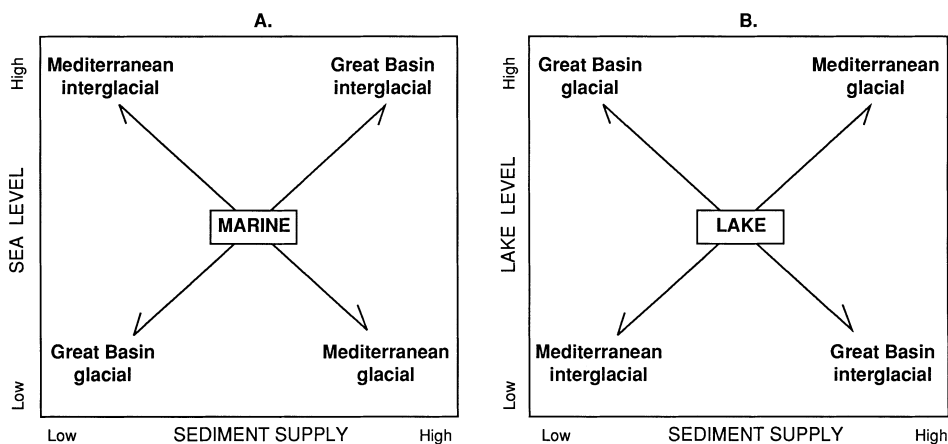 A.
High
SEA LEVEL
Low
Mediterranean
interglacial
Great Basin
interglacial
MARINE
Great Basin
glacial
Mediterranean
glacial
Low
SEDIMENT SUPPLY
High
B.
High
LAKE LEVEL
Low
Great Basin
glacial
Mediterranean
glacial
LAKE
Mediterranean
interglacial
Great Basin
interglacial
Low
SEDIMENT SUPPLY
High